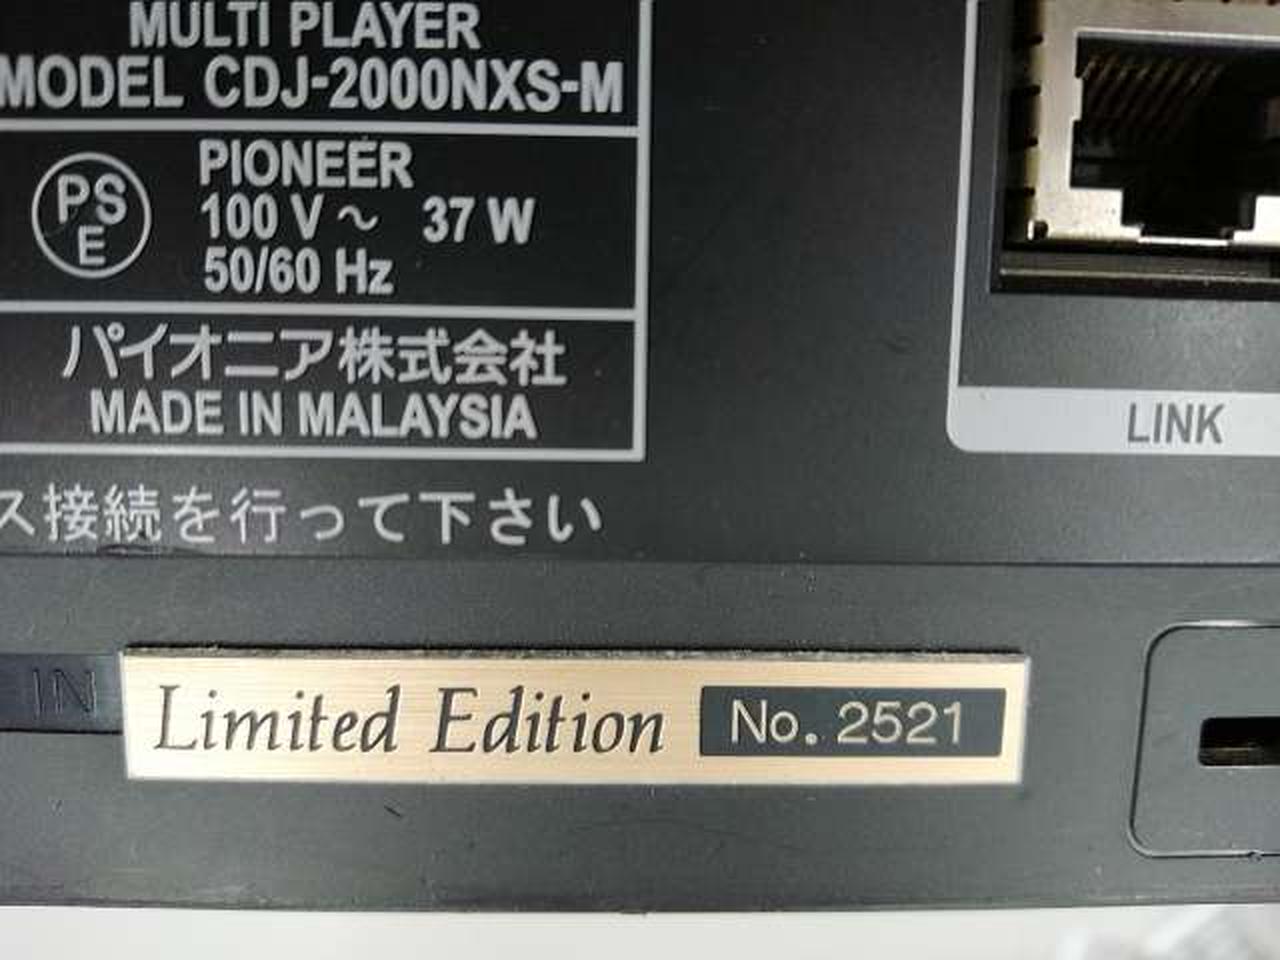 MULTI PLAYER
MODEL CDJ-2000NXS-M
PS
E
PIONEER
100 V ～ 37 W
50/60 Hz
パイオニア株式会社
MADE IN MALAYSIA
LINK
ス接続を行って下さい
IN
Limited Edition No. 2521